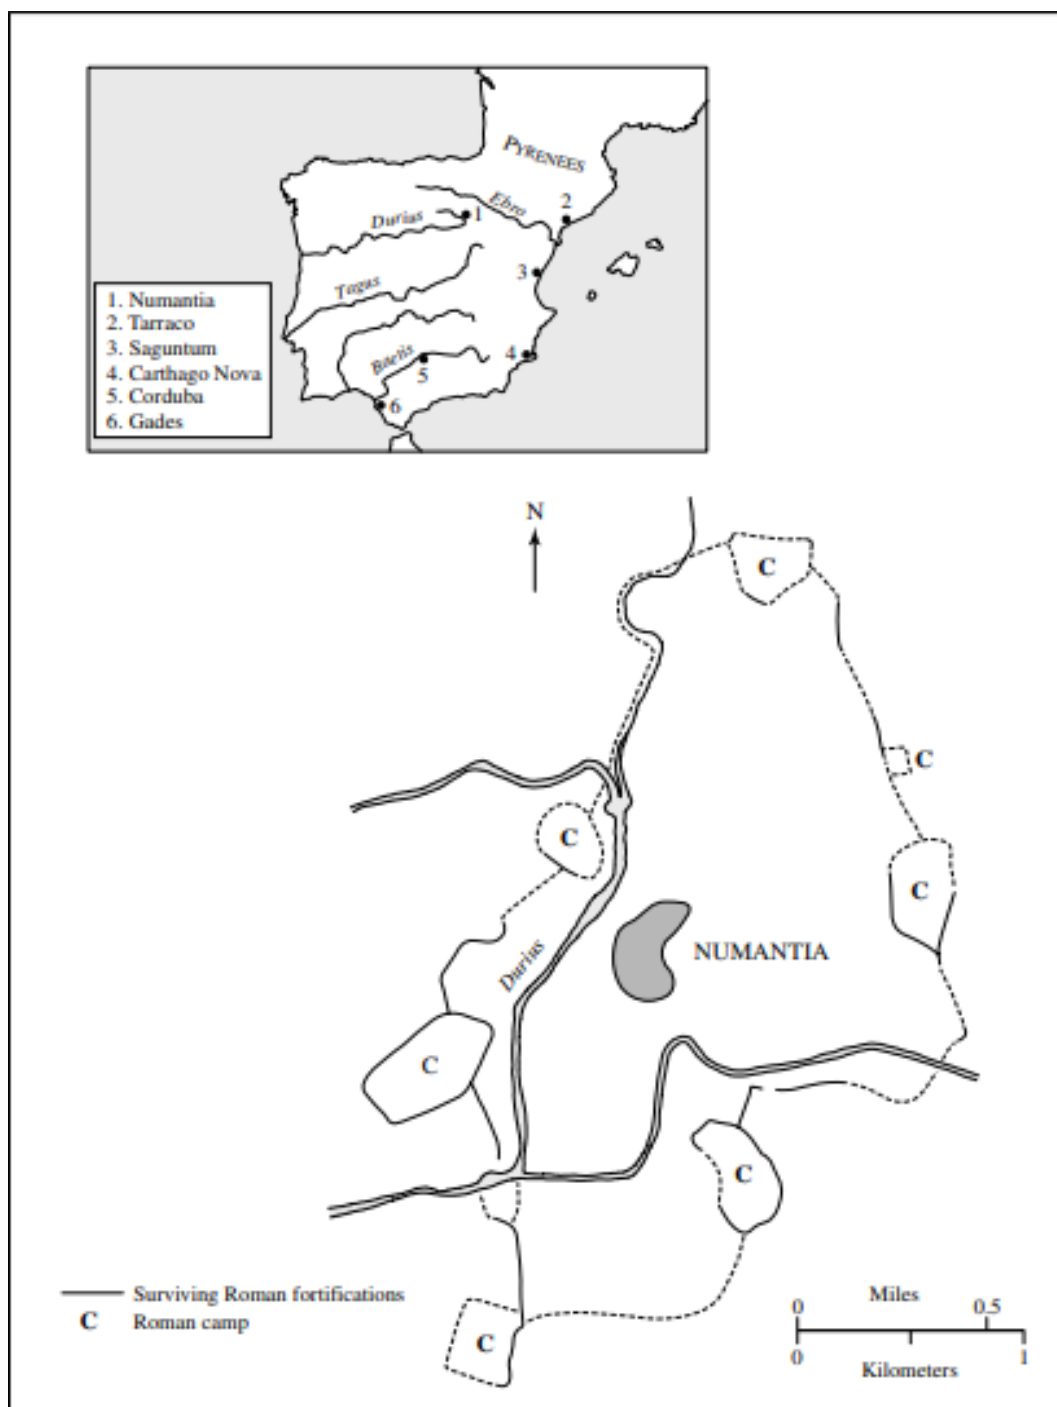 PYRENEES
Ebro
2
Durius
1
3
Tagus
1. Numantia
2. Tarraco
3. Saguntum
4. Carthago Nova
5. Corduba
6. Gades
Baetis
4
5
6
N
C
C
C
C
NUMANTIA
Durius
C
C
C
Surviving Roman fortifications
C Roman camp
Miles
0 0.5
0 1
Kilometers